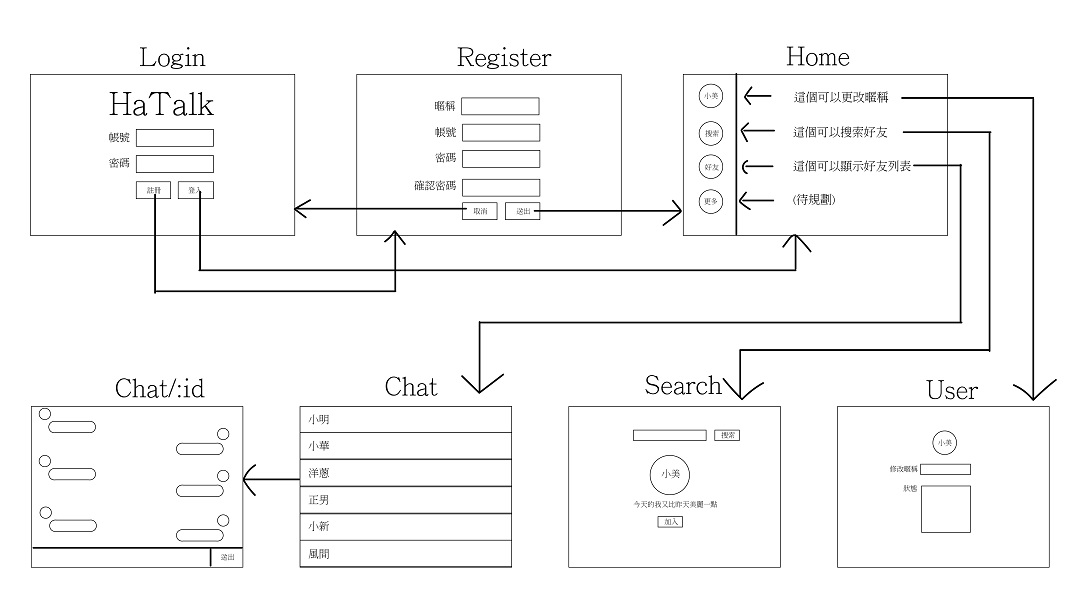 Login
HaTalk
帳號
密碼
註冊
登入
Register
暱稱
帳號
密碼
確認密碼
取消
送出
Home
小美
搜索
好友
更多
這個可以更改暱稱
這個可以搜索好友
這個可以顯示好友列表
(待規劃)
Chat/:id
送出
Chat
小明
小華
洋蔥
正男
小新
風間
Search
搜索
小美
今天的我又比昨天美麗一點
加入
User
小美
修改暱稱
狀態